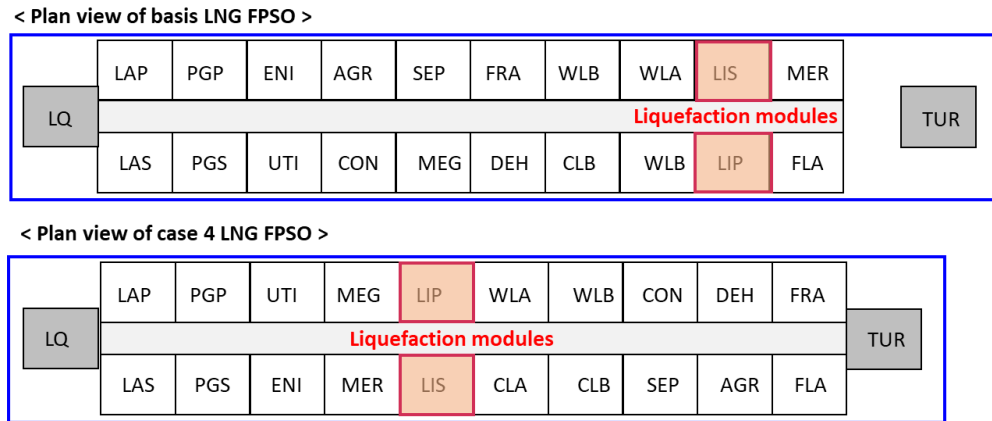 < Plan view of basis LNG FPSO >
LAP PGP ENI AGR SEP FRA WLB WLA LIS MER
LQ
Liquefaction modules
TUR
LAS PGS UTI CON MEG DEH CLB WLB LIP FLA
< Plan view of case 4 LNG FPSO >
LAP PGP UTI MEG LIP WLA WLB CON DEH FRA
LQ
Liquefaction modules
TUR
LAS PGS ENI MER LIS CLA CLB SEP AGR FLA